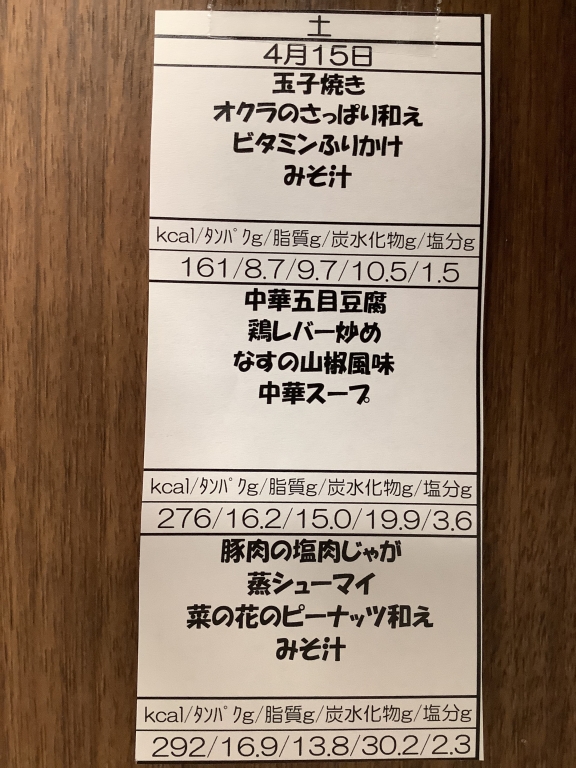 土
4月15日
玉子焼き
オクラのさっぱり和え
ビタミンふりかけ
みそ汁
kcal/ﾀﾝﾊﾟｸg/脂質g/炭水化物g/塩分g
161/8.7/9.7/10.5/1.5
中華五目豆腐
鶏レバー炒め
なすの山椒風味
中華スープ
kcal/ﾀﾝﾊﾟｸg/脂質g/炭水化物g/塩分g
276/16.2/15.0/19.9/3.6
豚肉の塩肉じゃが
蒸シューマイ
菜の花のピーナッツ和え
みそ汁
kcal/ﾀﾝﾊﾟｸg/脂質g/炭水化物g/塩分g
292/16.9/13.8/30.2/2.3